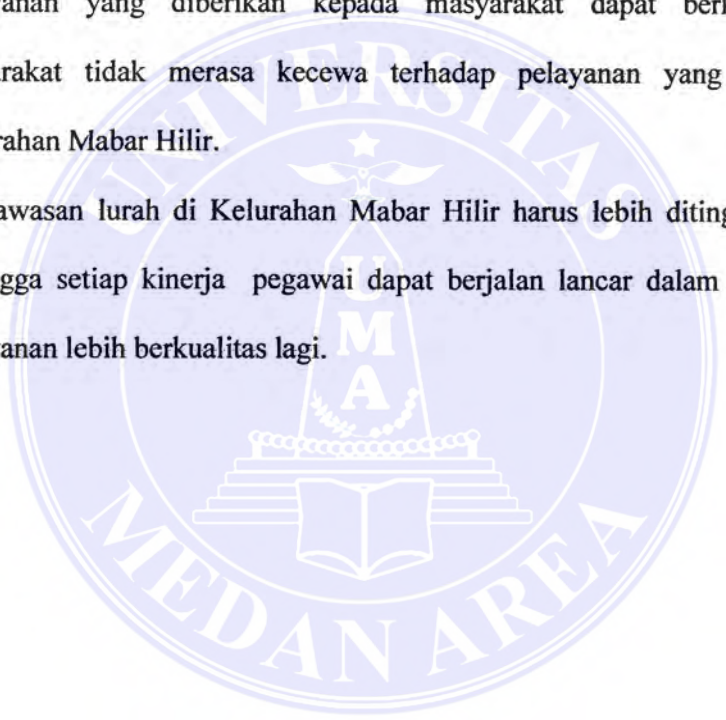 yanan yang diberikan kepada masyarakat dapat ber
arakat tidak merasa kecewa terhadap pelayanan yang
rahan Mabar Hilir.
awasan lurah di Kelurahan Mabar Hilir harus lebih diting
gga setiap kinerja pegawai dapat berjalan lancar dalam
anan lebih berkualitas lagi.
UNIVERSITAS
UMA
MEDAN AREA